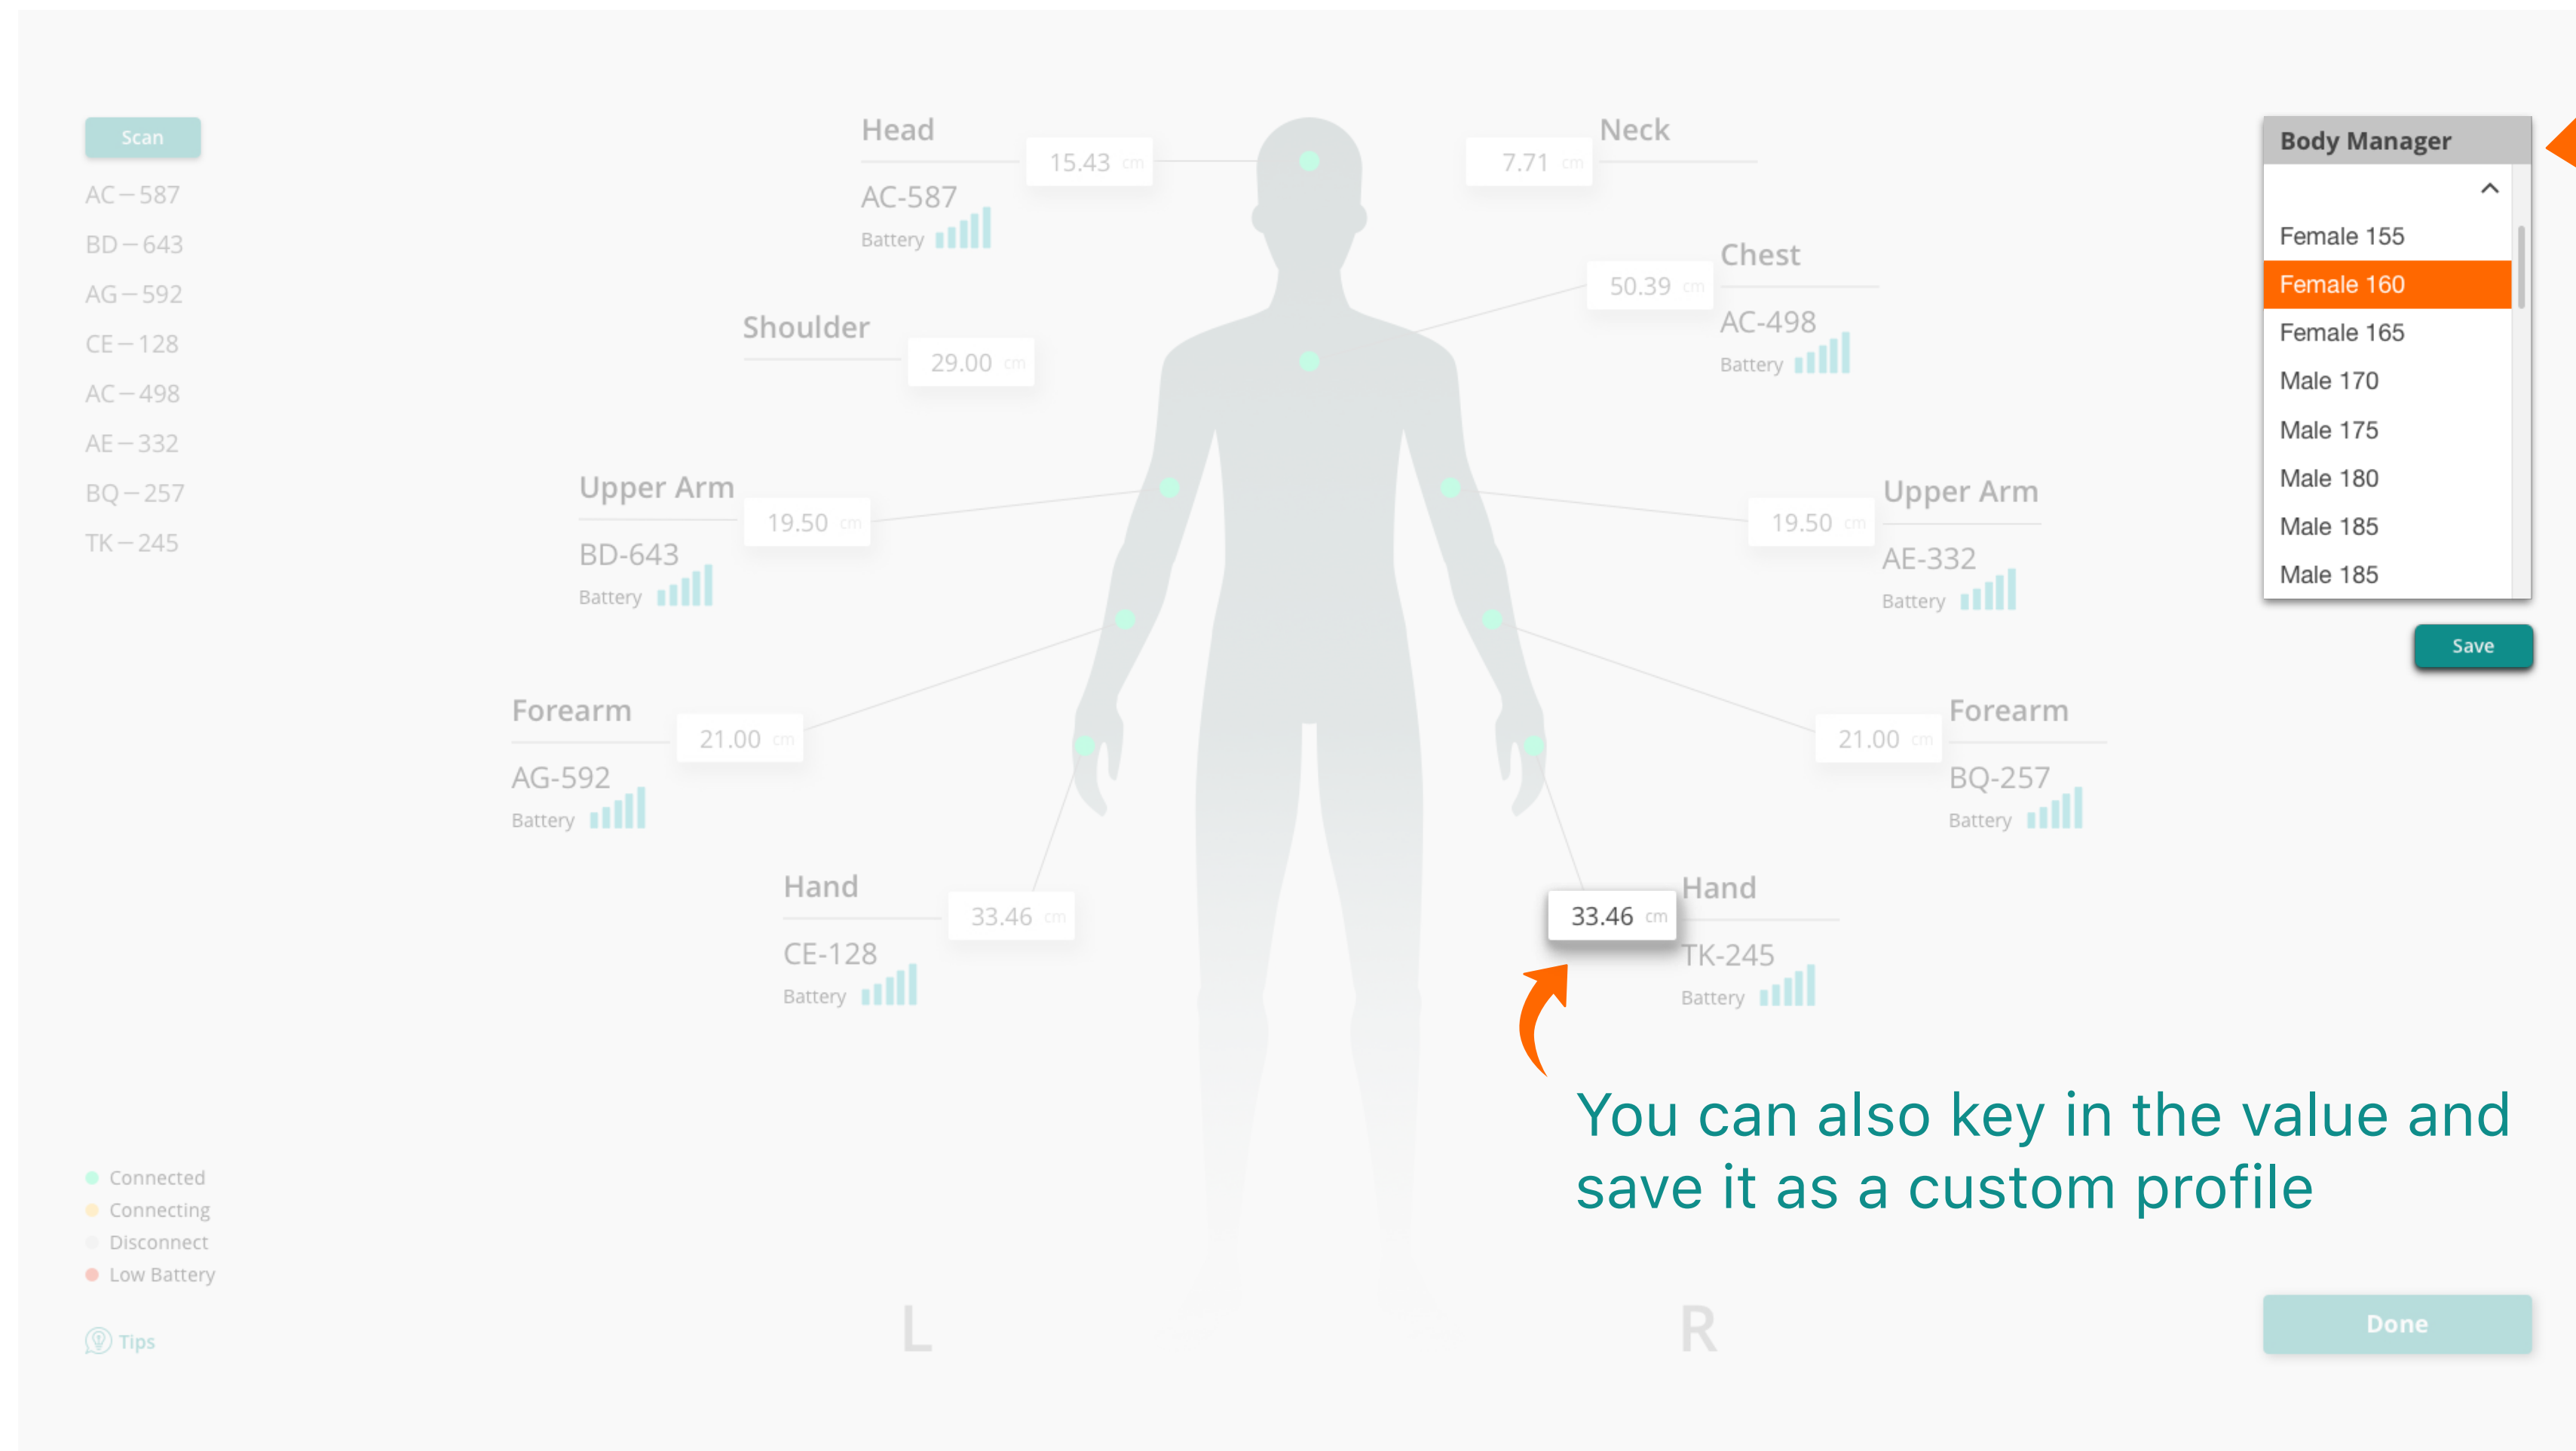 Scan
AC－587
BD－643
AG－592
CE－128
AC－498
AE－332
BQ－257
TK－245
Head
15.43 cm
AC-587
Battery
Neck
7.71 cm
Chest
50.39 cm
AC-498
Battery
Shoulder
29.00 cm
Upper Arm
19.50 cm
BD-643
Battery
Upper Arm
19.50 cm
AE-332
Battery
Forearm
21.00 cm
AG-592
Battery
Forearm
21.00 cm
BQ-257
Battery
Hand
33.46 cm
CE-128
Battery
Hand
33.46 cm
TK-245
Battery
Body Manager
Female 155
Female 160
Female 165
Male 170
Male 175
Male 180
Male 185
Male 185
Save
You can also key in the value and
save it as a custom profile
Connected
Connecting
Disconnect
Low Battery
Tips
L
R
Done